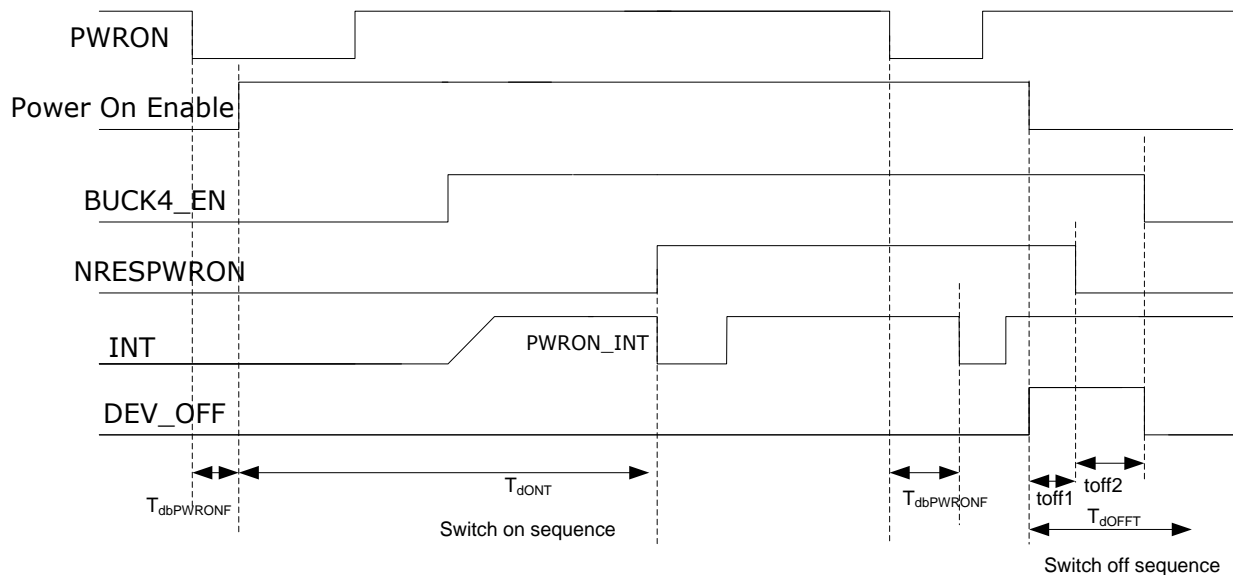 PWRON
Power On Enable
BUCK4_EN
NRESPWRON
INT
PWRON_INT
DEV_OFF
TdbPWRONF
TdONT
TdbPWRONF
toff1
toff2
TdOFFT
Switch on sequence
Switch off sequence